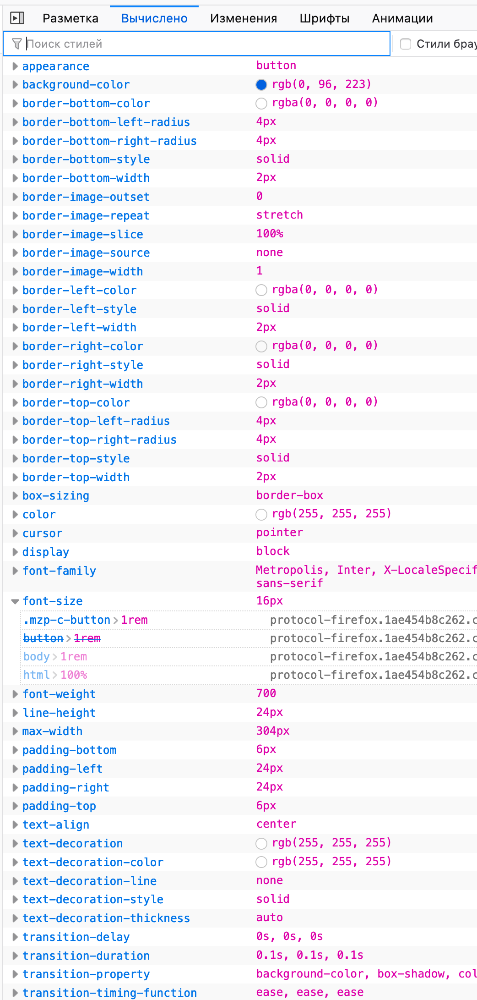 Разметка Вычислено Изменения Шрифты Анимации
Поиск стилей Стили брау
appearance button
background-color rgb(0, 96, 223)
border-bottom-color rgba(0, 0, 0, 0)
border-bottom-left-radius 4px
border-bottom-right-radius 4px
border-bottom-style solid
border-bottom-width 2px
border-image-outset 0
border-image-repeat stretch
border-image-slice 100%
border-image-source none
border-image-width 1
border-left-color rgba(0, 0, 0, 0)
border-left-style solid
border-left-width 2px
border-right-color rgba(0, 0, 0, 0)
border-right-style solid
border-right-width 2px
border-top-color rgba(0, 0, 0, 0)
border-top-left-radius 4px
border-top-right-radius 4px
border-top-style solid
border-top-width 2px
box-sizing border-box
color rgb(255, 255, 255)
cursor pointer
display block
font-family Metropolis, Inter, X-LocaleSpecif
sans-serif
font-size 16px
.mzp-c-button 1rem protocol-firefox.1ae454b8c262.c
button 1rem protocol-firefox.1ae454b8c262.c
body 1rem protocol-firefox.1ae454b8c262.c
html 100% protocol-firefox.1ae454b8c262.c
font-weight 700
line-height 24px
max-width 304px
padding-bottom 6px
padding-left 24px
padding-right 24px
padding-top 6px
text-align center
text-decoration rgb(255, 255, 255)
text-decoration-color rgb(255, 255, 255)
text-decoration-line none
text-decoration-style solid
text-decoration-thickness auto
transition-delay 0s, 0s, 0s
transition-duration 0.1s, 0.1s, 0.1s
transition-property background-color, box-shadow, col
transition-timing-function ease, ease, ease